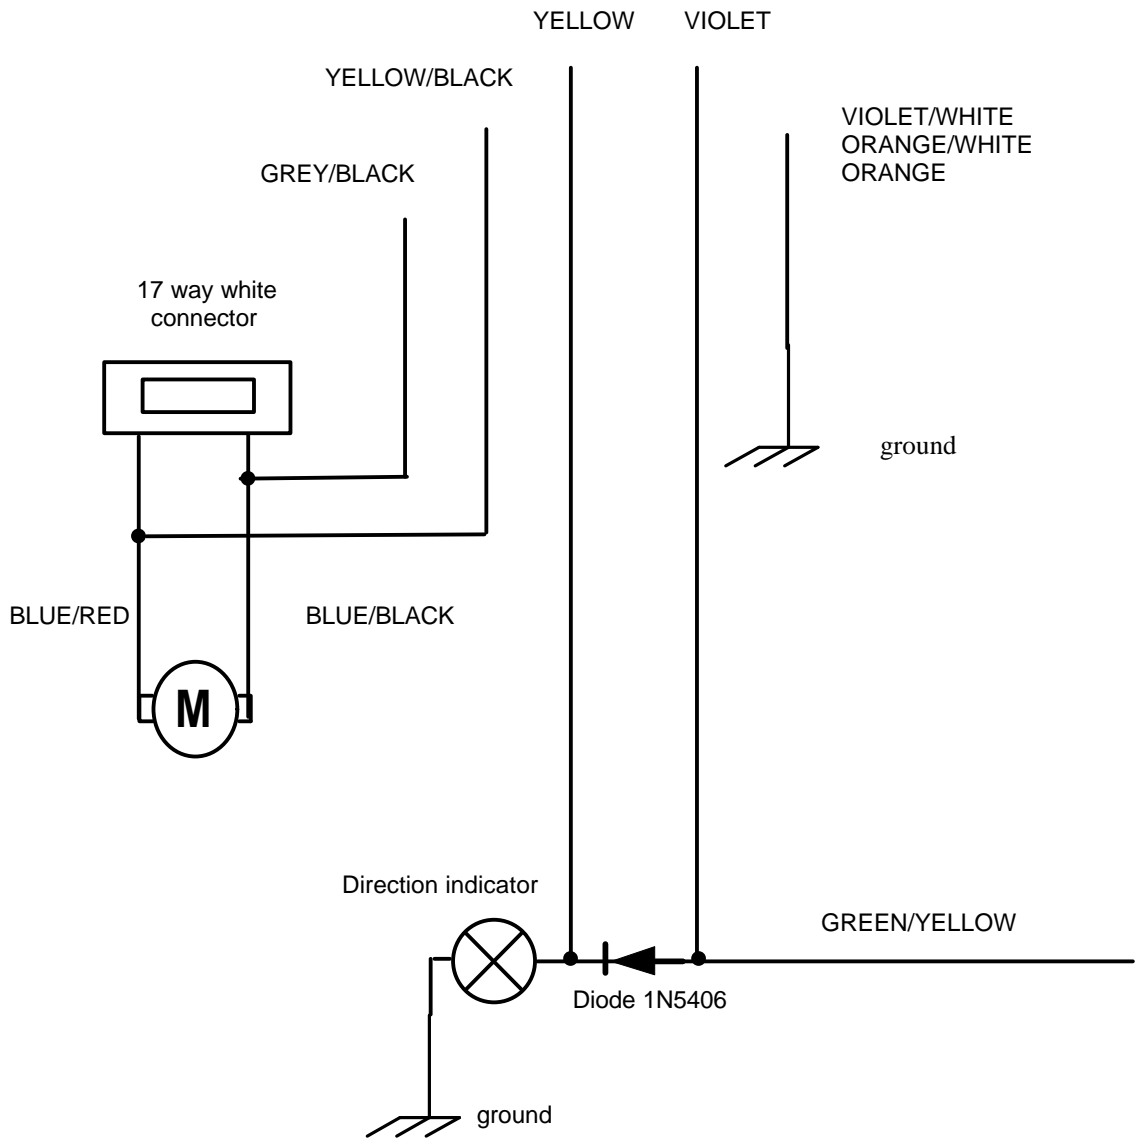 YELLOW
VIOLET
YELLOW/BLACK
VIOLET/WHITE
ORANGE/WHITE
ORANGE
GREY/BLACK
17 way white
connector
ground
BLUE/RED
BLUE/BLACK
M
Direction indicator
GREEN/YELLOW
Diode 1N5406
ground